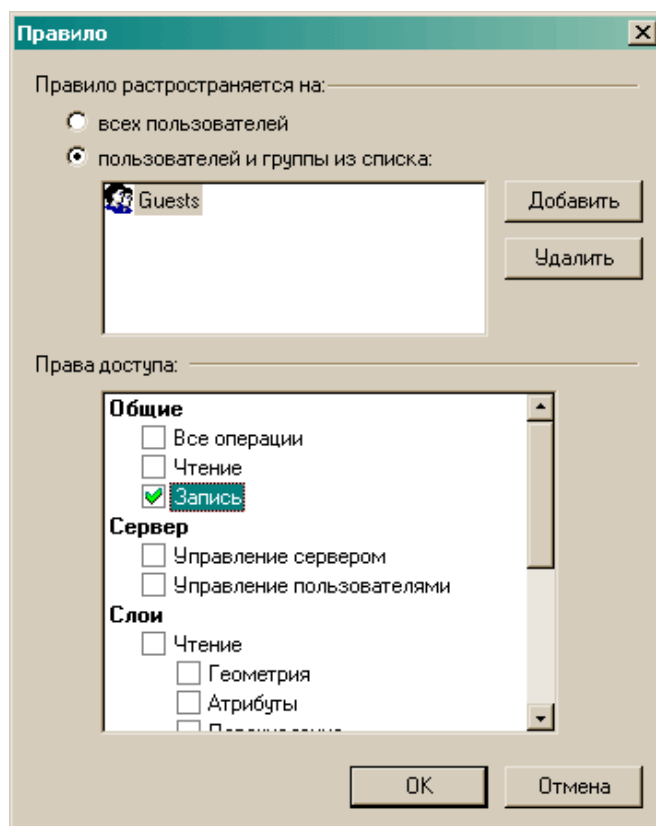 Правило
Правило растространяется на:
всех пользователей
пользователей и группы из списка:
Guests
Добавить
Удалить
Права доступа:
Общие
Все операции
Чтение
Запись
Сервер
Управление сервером
Управление пользователями
Слои
Чтение
Геометрия
Атрибуты
OK
Отмена